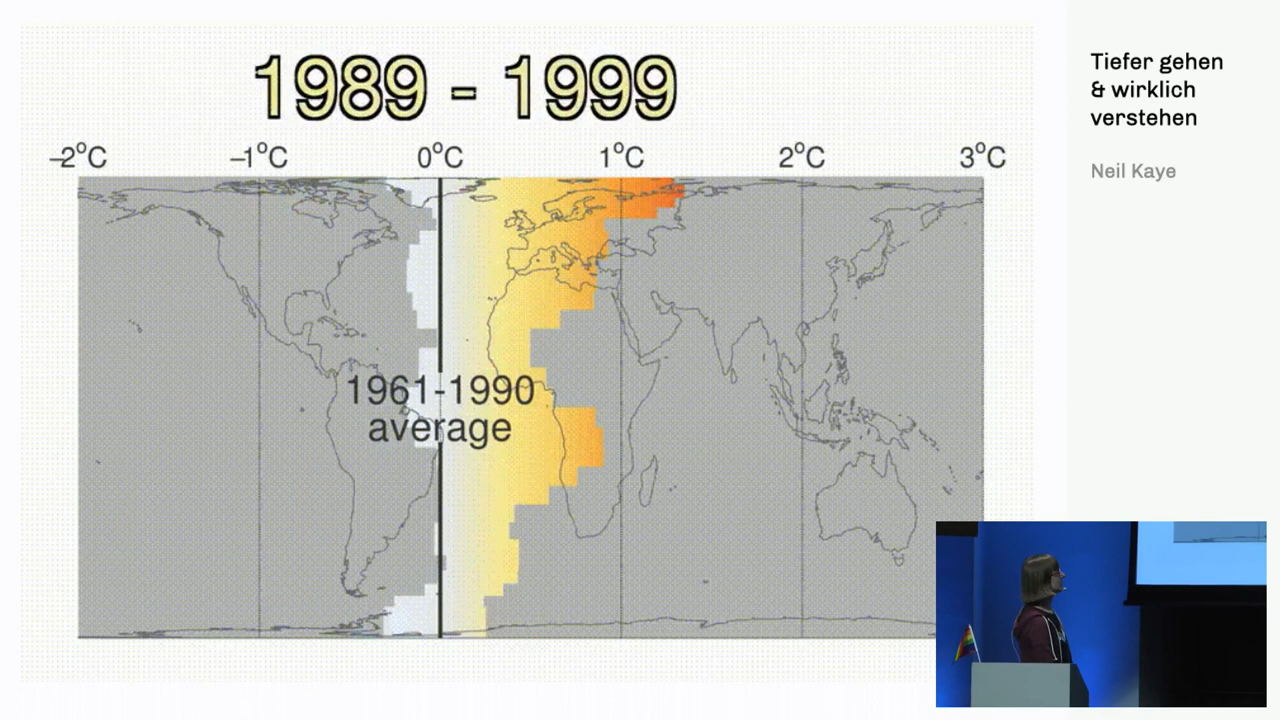 1989 - 1999
–2°C –1°C 0°C 1°C 2°C 3°C
1961-1990
average
Tiefer gehen
& wirklich
verstehen
Neil Kaye